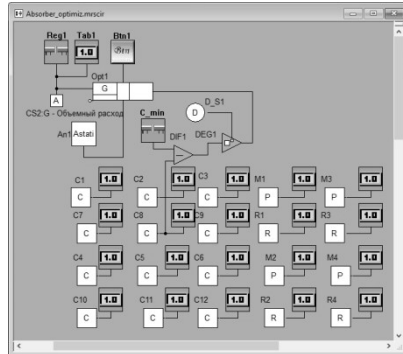 Absorber_optimiz.mrscir
Reg1 Tab1 Btn1
1.0
Opt1
G
A
CS2:G - Объемный расход
An1 Astati
C_min
D_S1
D
DIF1 DEG1
C1 1.0 C2 1.0 C3 1.0 M1 1.0 M3 1.0
C C C P P
C7 1.0 C8 1.0 C9 1.0 R1 1.0 R3 1.0
C C C R R
C4 1.0 C5 1.0 C6 1.0 M2 1.0 M4 1.0
C C C P P
C10 1.0 C11 1.0 C12 1.0 R2 1.0 R4 1.0
C C C R R